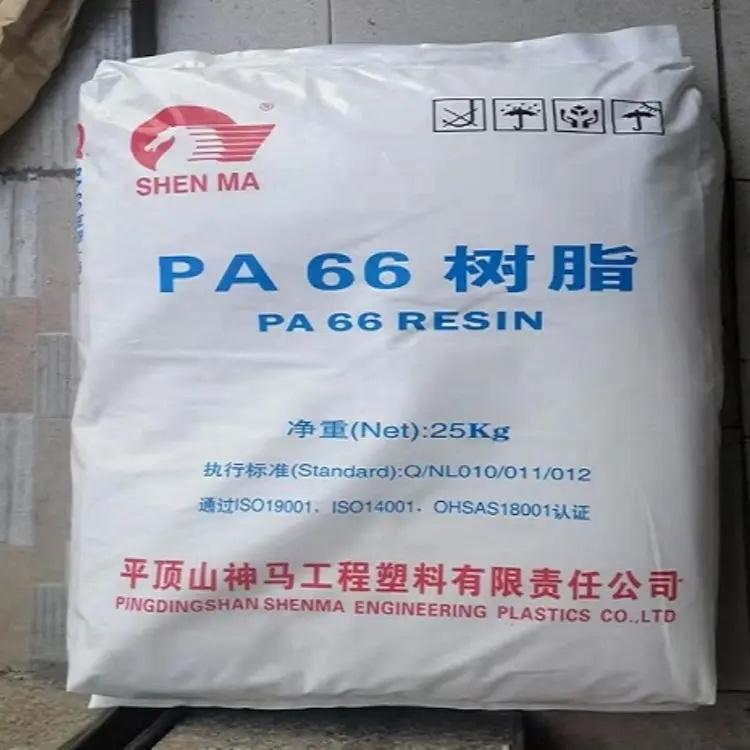 ®
SHEN MA
PA 66 树脂
PA 66 RESIN
净重(Net):25Kg
执行标准(Standard):Q/NL010/011/012
通过ISO19001, ISO14001, OHSAS18001认证
平顶山神马工程塑料有限责任公司
PINGDINGSHAN SHENMA ENGINEERING PLASTICS CO.,LTD